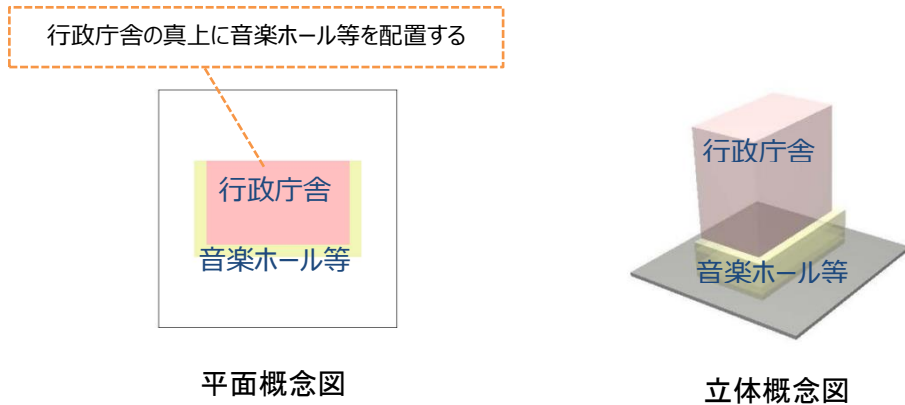 行政庁舎の真上に音楽ホール等を配置する
行政庁舎
音楽ホール等
平面概念図
行政庁舎
音楽ホール等
立体概念図